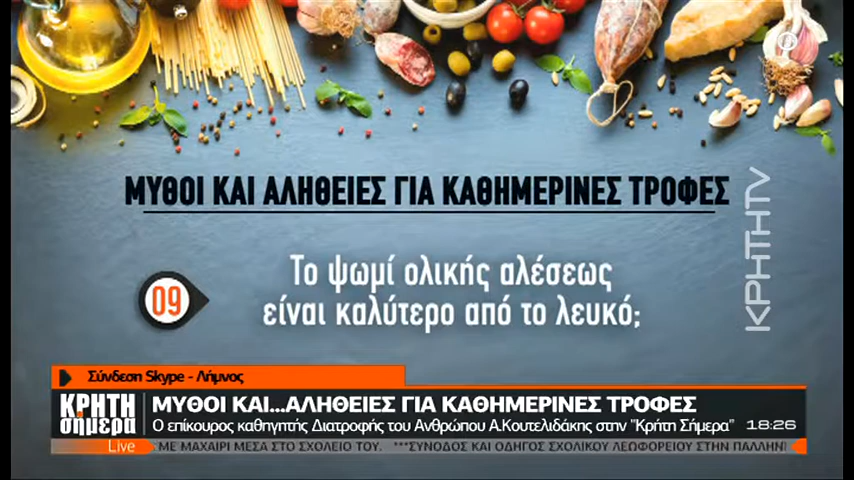 ΜΥΘΟΙ ΚΑΙ ΑΛΗΘΕΙΕΣ ΓΙΑ ΚΑΘΗΜΕΡΙΝΕΣ ΤΡΟΦΕΣ
ΚΡΗΤΗTV
09
Το ψωμί ολικής αλέσεως
είναι καλύτερο από το λευκό;
Σύνδεση Skype - Λήμνος
ΚΡΗΤΗ
σήμερα
ΜΥΘΟΙ ΚΑΙ...ΑΛΗΘΕΙΕΣ ΓΙΑ ΚΑΘΗΜΕΡΙΝΕΣ ΤΡΟΦΕΣ
Ο επίκουρος καθηγητής Διατροφής του Ανθρώπου Α.Κουτελιδάκης στην "Κρήτη Σήμερα"
18:26
Live
ΜΕ ΜΑΧΑΙΡΙ ΜΕΣΑ ΣΤΟ ΣΧΟΛΕΙΟ ΤΟΥ. ***ΣΥΝΟΔΟΣ ΚΑΙ ΟΔΗΓΟΣ ΣΧΟΛΙΚΟΥ ΛΕΩΦΟΡΕΙΟΥ ΣΤΗΝ ΠΑΛΛΗΝ